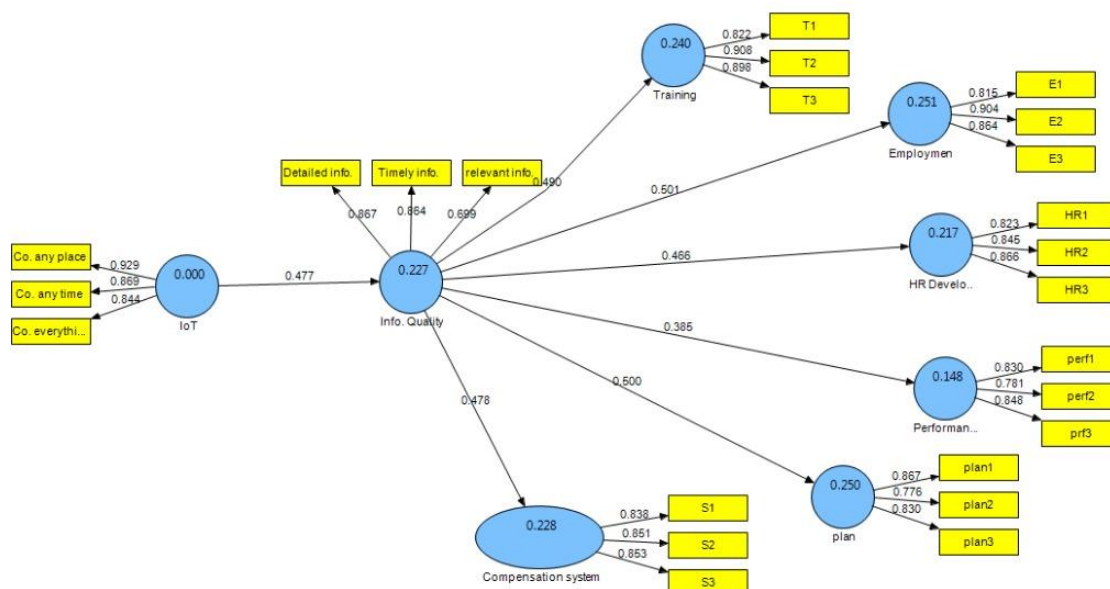 0.240
Training
0.822
0.908
0.898
T1
T2
T3
0.251
Employmen
0.815
0.904
0.864
E1
E2
E3
Detailed info.
Timely info.
relevant info.
0.867
0.864
0.699
0.490
0.501
Co. any place
Co. any time
Co. everythi...
0.929
0.869
0.844
0.000
IoT
0.477
0.227
Info. Quality
0.466
0.217
HR Develo..
0.823
0.845
0.866
HR1
HR2
HR3
0.385
0.148
Performan...
0.830
0.781
0.848
perf1
perf2
prf3
0.500
0.250
plan
0.867
0.776
0.830
plan1
plan2
plan3
0.478
0.228
Compensation system
0.838
0.851
0.853
S1
S2
S3